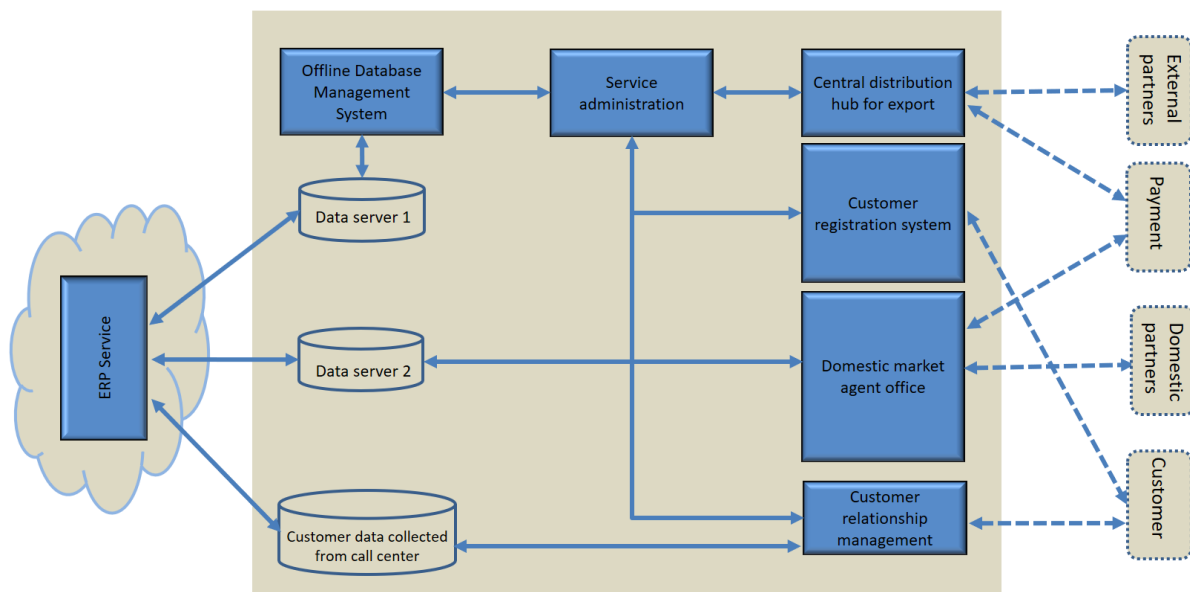 Offline Database
Management
System
Service
administration
Central distribution
hub for export
External
partners
Data server 1
Customer
registration system
Payment
ERP Service
Data server 2
Domestic market
agent office
Domestic
partners
Customer data collected
from call center
Customer
relationship
management
Customer